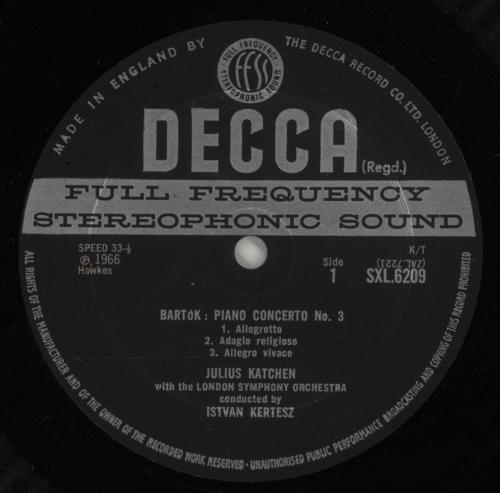 MADE IN ENGLAND BY
FULL FREQUENCY
ffss
STEREOPHONIC SOUND
THE DECCA RECORD CO. LTD. LONDON
DECCA
(Regd.)
FULL FREQUENCY
STEREOPHONIC SOUND
SPEED 33-⅓
℗ 1966
Hawkes
Side
1
K/T
(ZAL.7221)
SXL.6209
BARTóK : PIANO CONCERTO No. 3
1. Allegretto
2. Adagio religioso
3. Allegro vivace
JULIUS KATCHEN
with the LONDON SYMPHONY ORCHESTRA
conducted by
ISTVAN KERTESZ
ALL RIGHTS OF THE MANUFACTURER AND OF THE OWNER OF THE RECORDED WORK RESERVED · UNAUTHORISED PUBLIC PERFORMANCE BROADCASTING AND COPYING OF THIS RECORD PROHIBITED